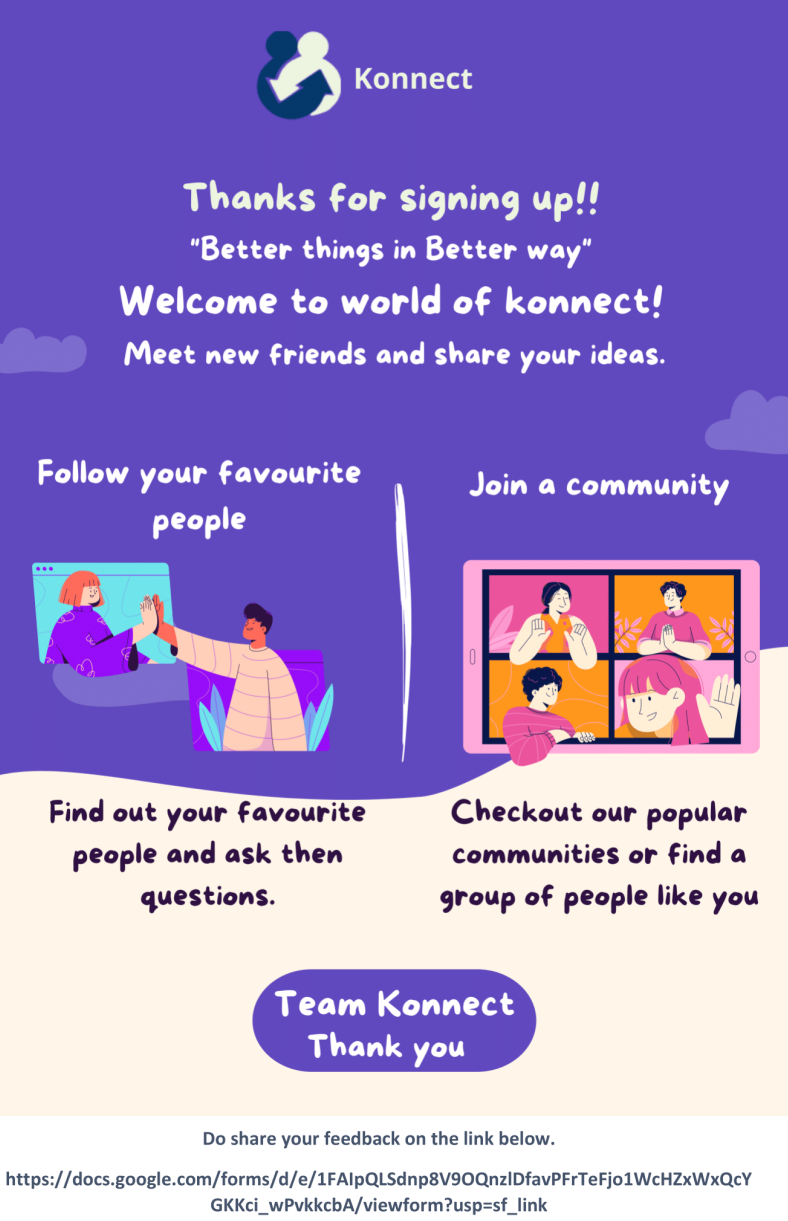 Konnect
Thanks for signing up!!
"Better things in Better way"
Welcome to world of konnect!
Meet new friends and share your ideas.
Follow your favourite
people
Join a community
Find out your favourite
people and ask then
questions.
Checkout our popular
communities or find a
group of people like you
Team Konnect
Thank you
Do share your feedback on the link below.
https://docs.google.com/forms/d/e/1FAIpQLSdnp8V9OQnzlDfavPFrTeFjo1WcHZxWxQcY
GKKci_wPvkkcbA/viewform?usp=sf_link